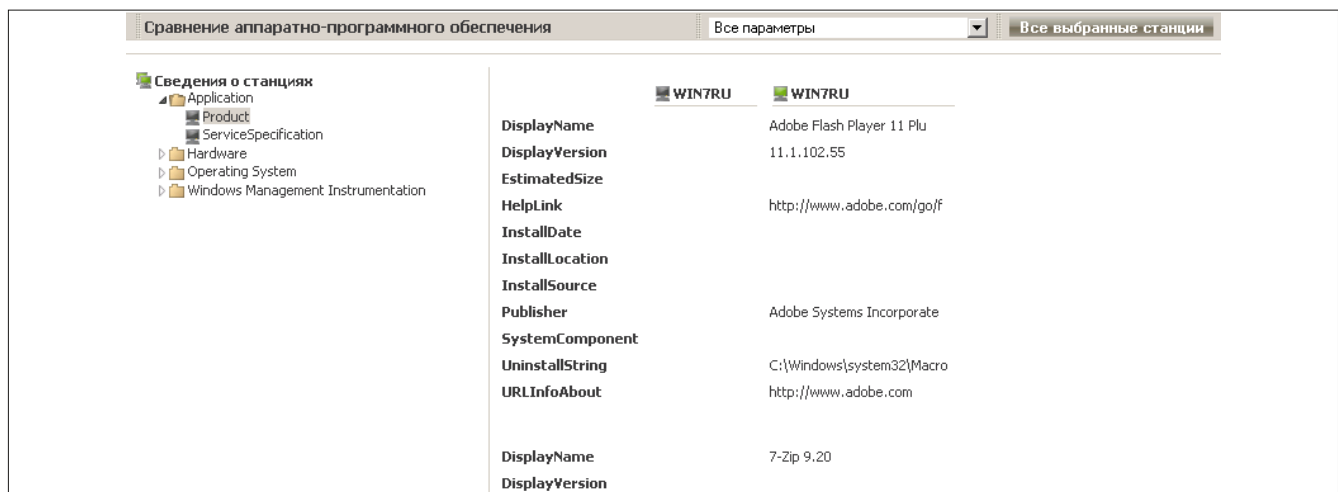 Сравнение аппаратно-программного обеспечения
Все параметры
Все выбранные станции
Сведения о станциях
Application
Product
ServiceSpecification
Hardware
Operating System
Windows Management Instrumentation
WIN7RU WIN7RU
DisplayName Adobe Flash Player 11 Plu
DisplayVersion 11.1.102.55
EstimatedSize
HelpLink http://www.adobe.com/go/f
InstallDate
InstallLocation
InstallSource
Publisher Adobe Systems Incorporate
SystemComponent
UninstallString C:\Windows\system32\Macro
URLInfoAbout http://www.adobe.com
DisplayName 7-Zip 9.20
DisplayVersion